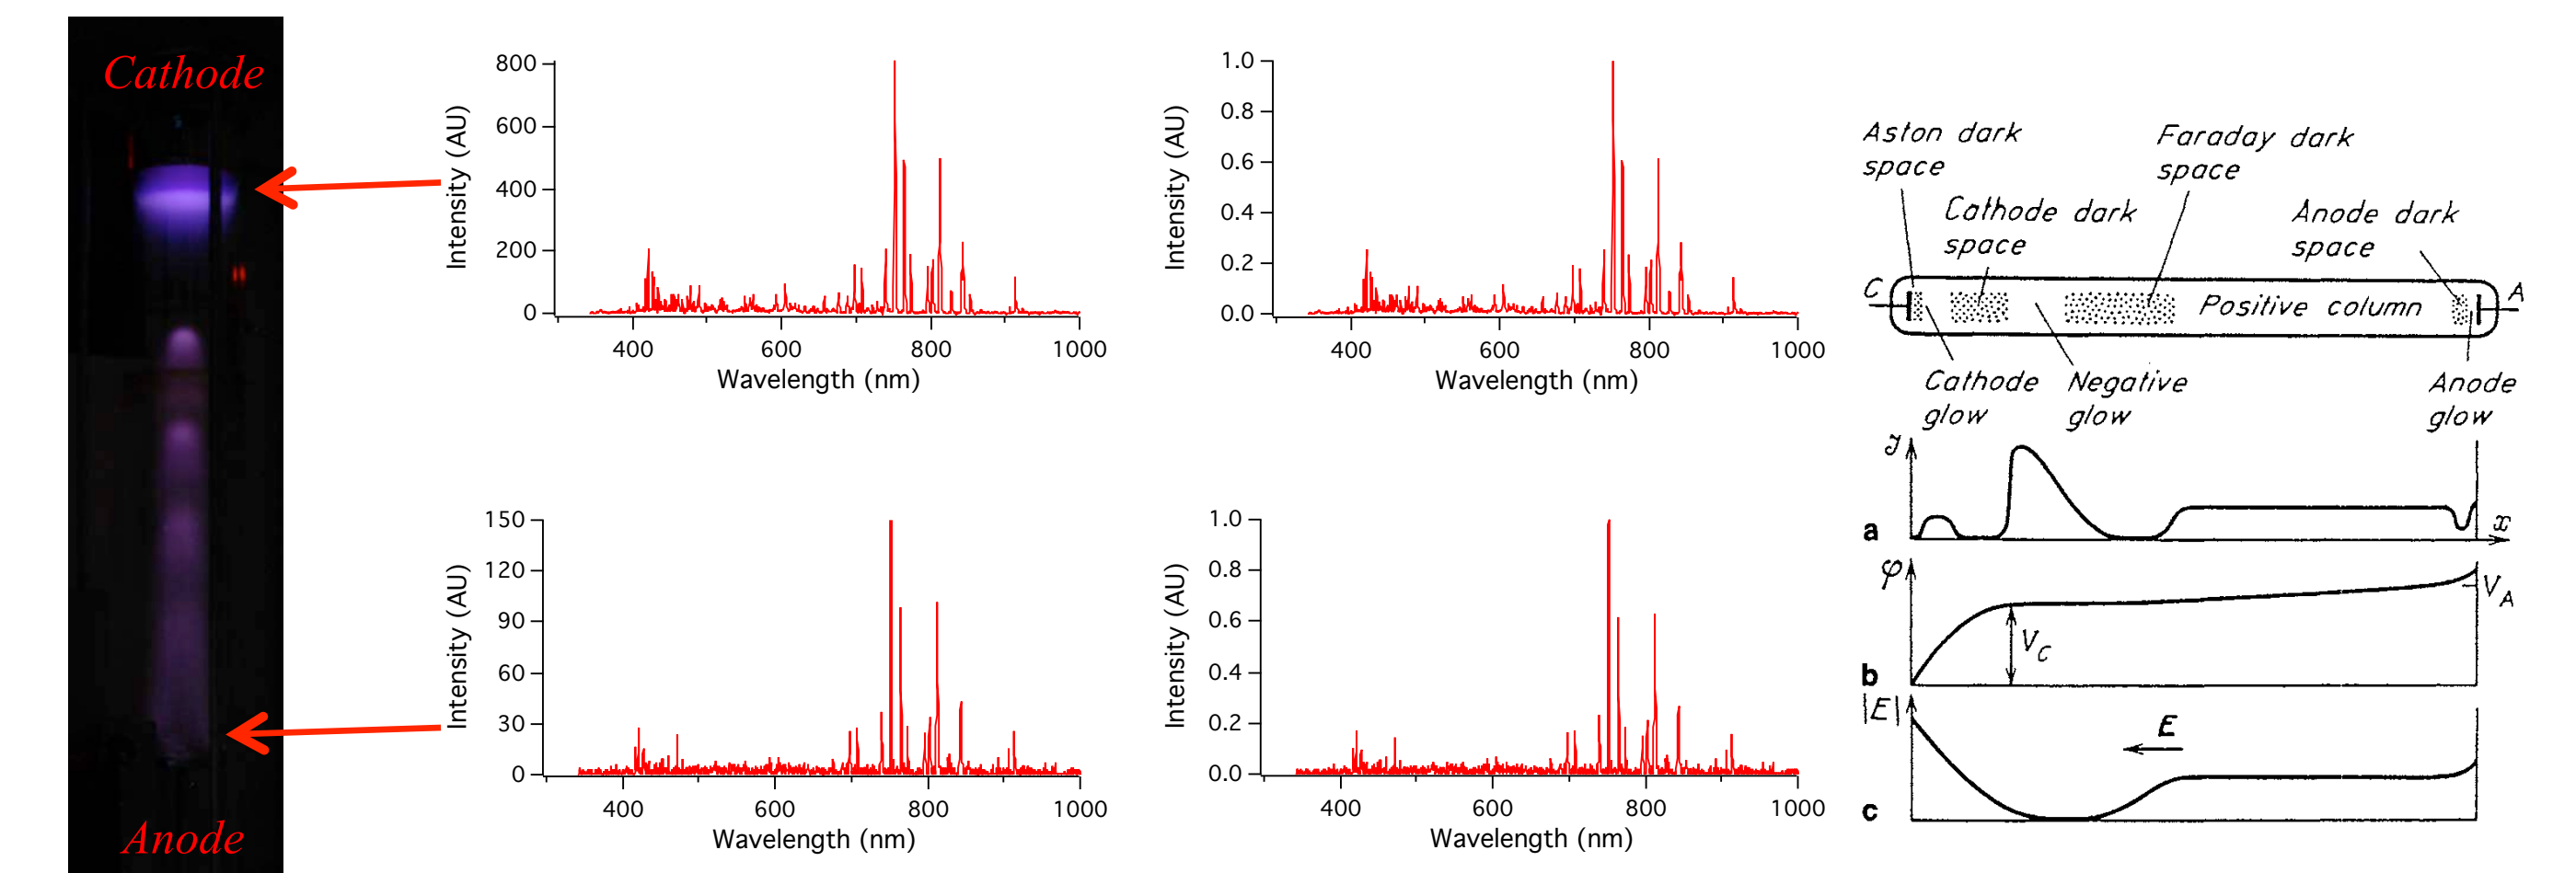 Cathode
Anode
800
600
400
200
0
Intensity (AU)
400 600 800 1000
Wavelength (nm)
1.0
0.8
0.6
0.4
0.2
0.0
Intensity (AU)
400 600 800 1000
Wavelength (nm)
150
120
90
60
30
0
Intensity (AU)
400 600 800 1000
Wavelength (nm)
1.0
0.8
0.6
0.4
0.2
0.0
Intensity (AU)
400 600 800 1000
Wavelength (nm)
Aston dark
space
Faraday dark
space
Cathode dark
space
Anode dark
space
C
Positive column
A
Cathode
glow
Negative
glow
Anode
glow
J
a
x
φ
V_A
V_C
b
|E|
E
c